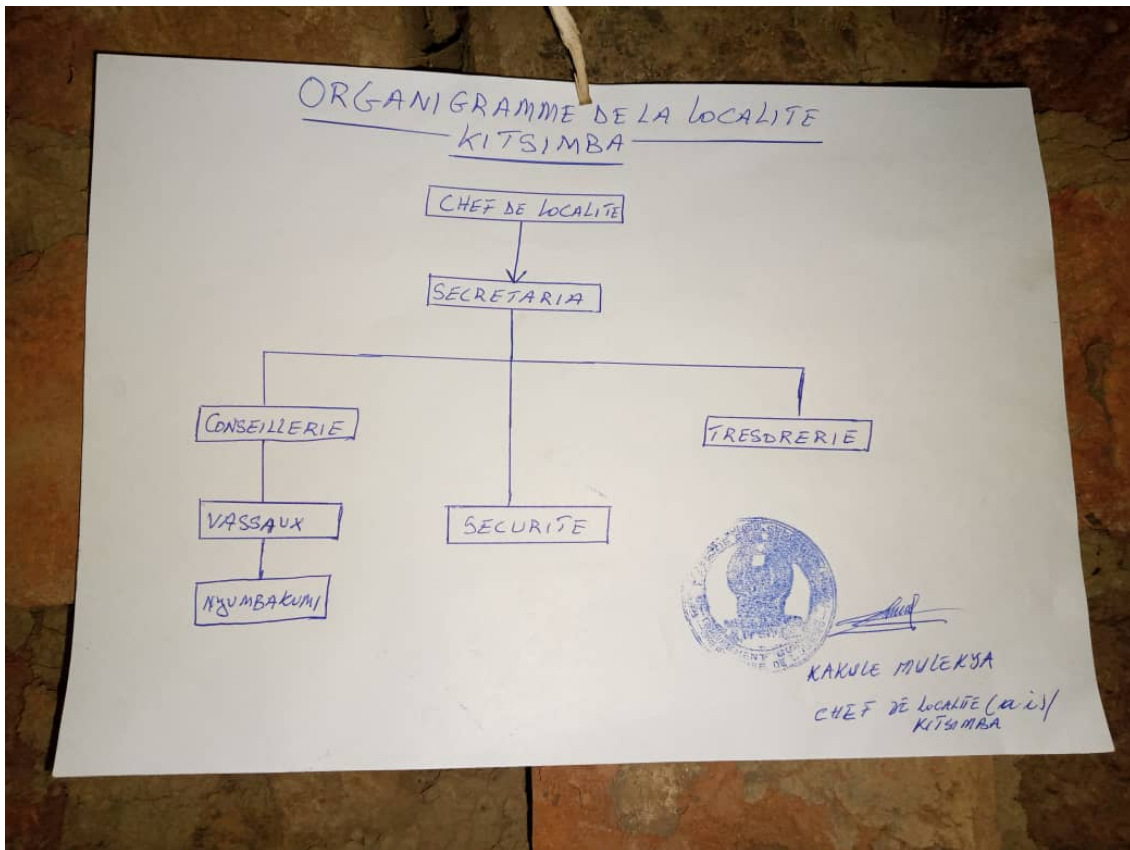 ORGANIGRAMME DE LA LOCALITE
KITSIMBA
CHEF DE LOCALITE
SECRETARIA
CONSEILLERIE
TRESORERIE
VASSAUX
SECURITE
NYUMBAKUMI
KAKULE MULEKYA
CHEF DE LOCALITE (a.i)/
KITSIMBA